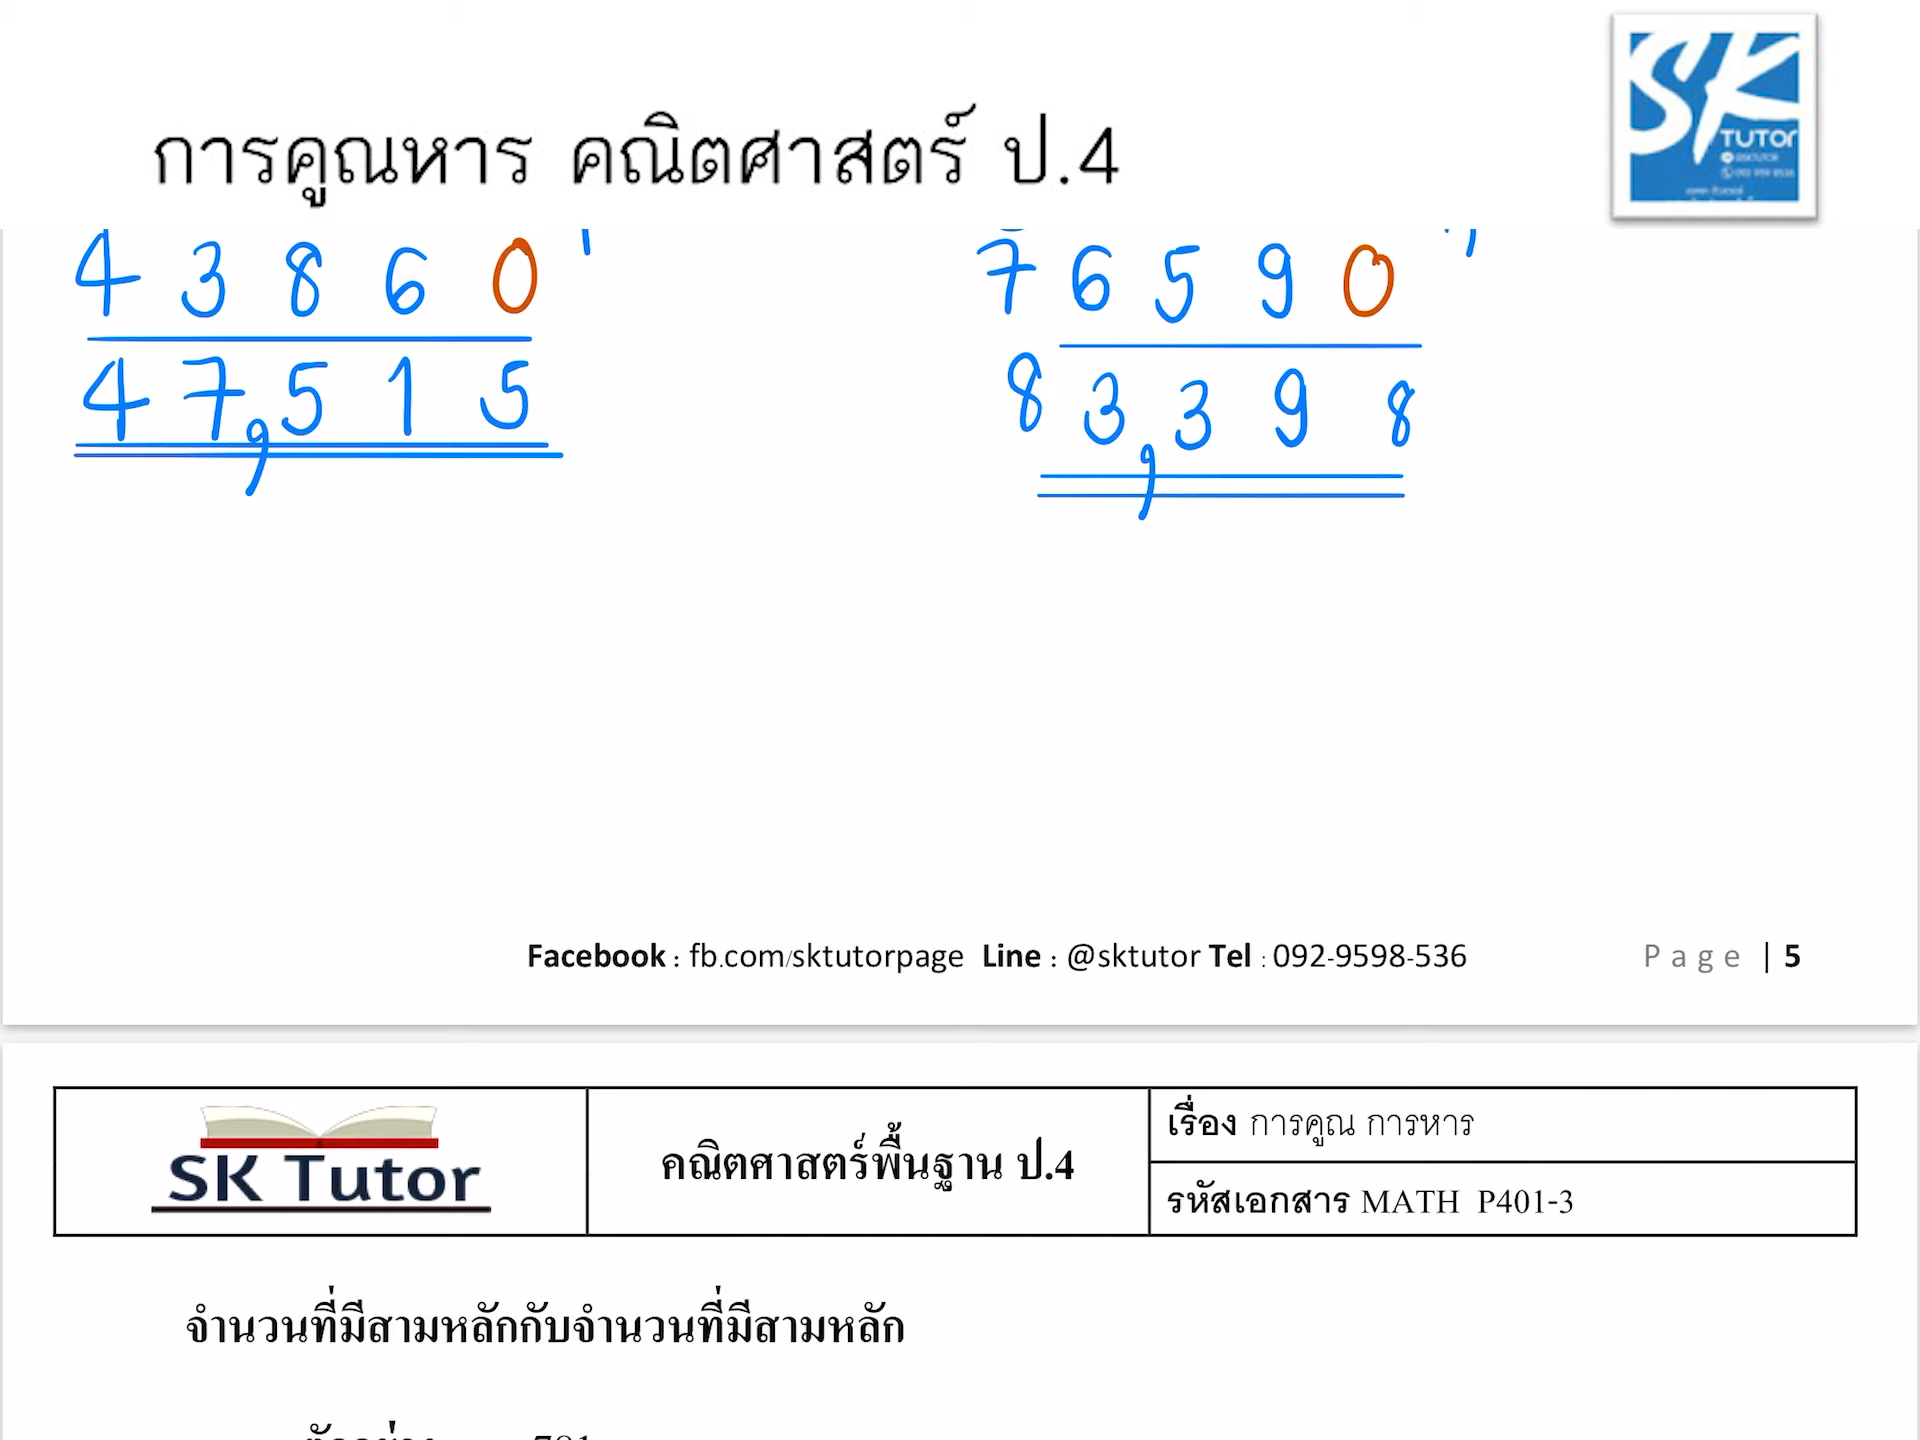 SK
TUTOR
การคูณหาร คณิตศาสตร์ ป.4
4 3 8 6 0
4 7,5 1 5
7 6 5 9 0
8 3,3 9 8
Facebook : fb.com/sktutorpage Line : @sktutor Tel : 092-9598-536
Page | 5
SK Tutor
คณิตศาสตร์พื้นฐาน ป.4
เรื่อง การคูณ การหาร
รหัสเอกสาร MATH P401-3
จำนวนที่มีสามหลักกับจำนวนที่มีสามหลัก